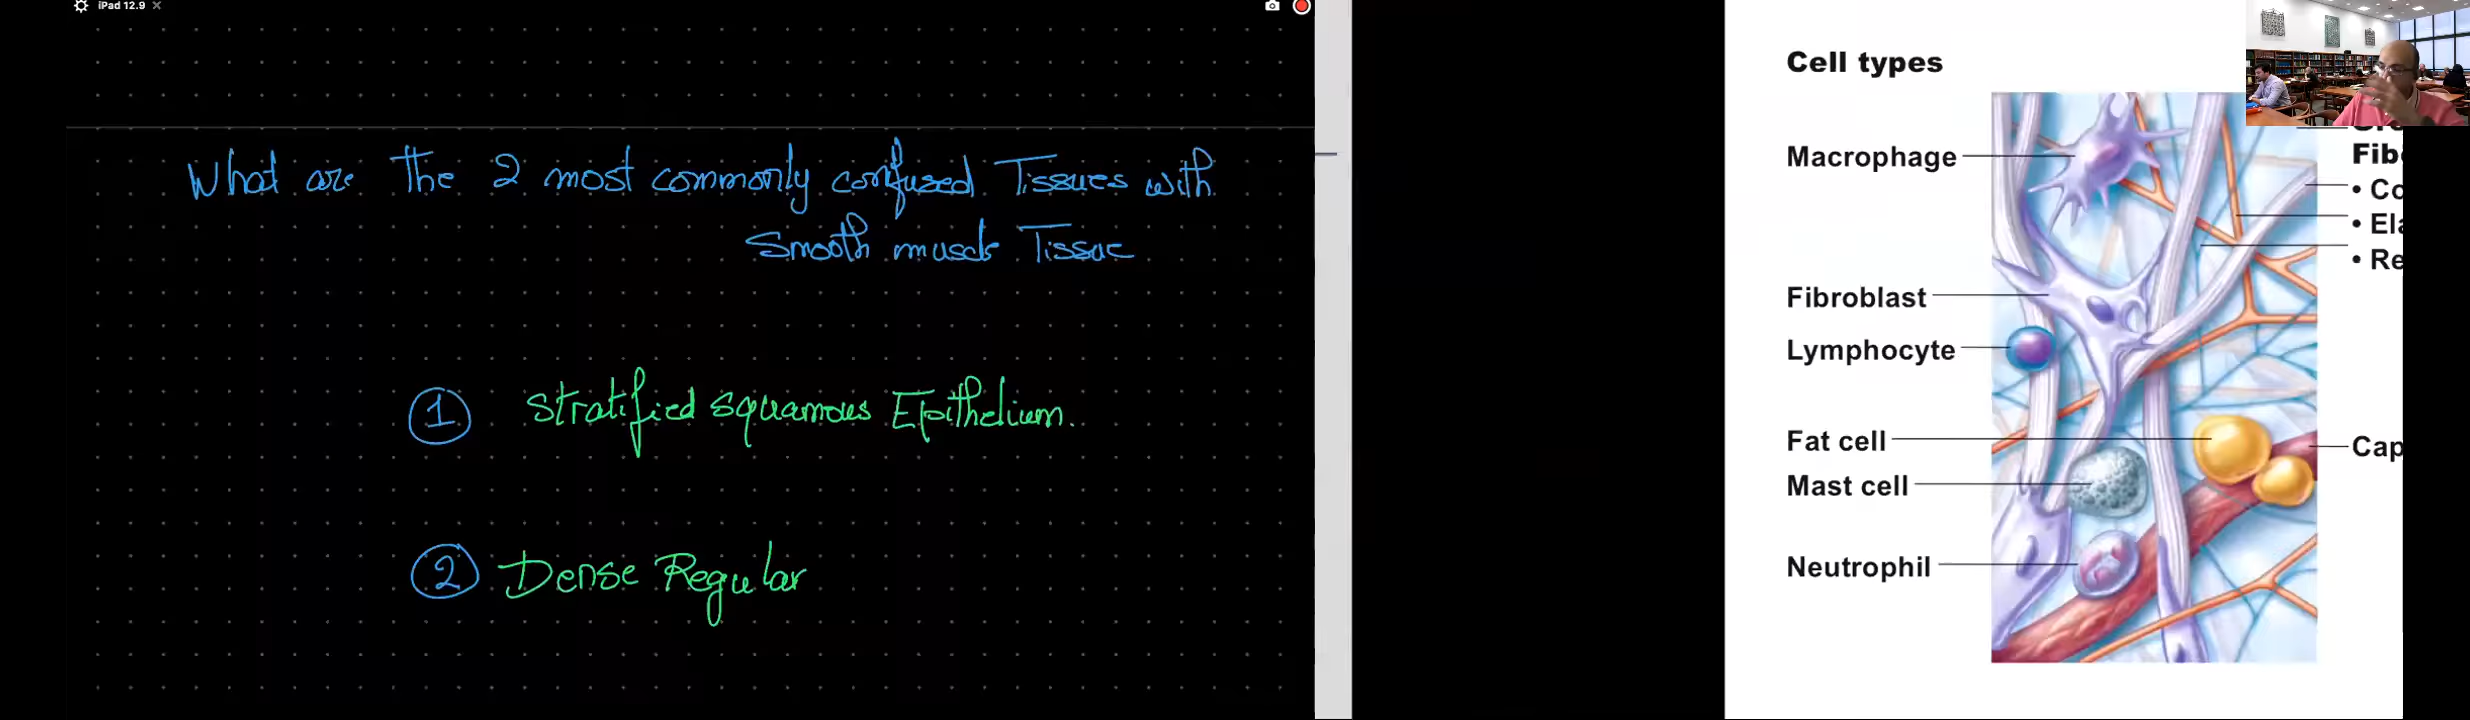 iPad 12.9
What are the 2 most commonly confused Tissues with
Smooth muscle Tissue
1 Stratified squamous Epithelium.
2 Dense Regular
Cell types
Macrophage
Fibroblast
Lymphocyte
Fat cell
Mast cell
Neutrophil
Fib
• Co
• Ela
• Re
Cap